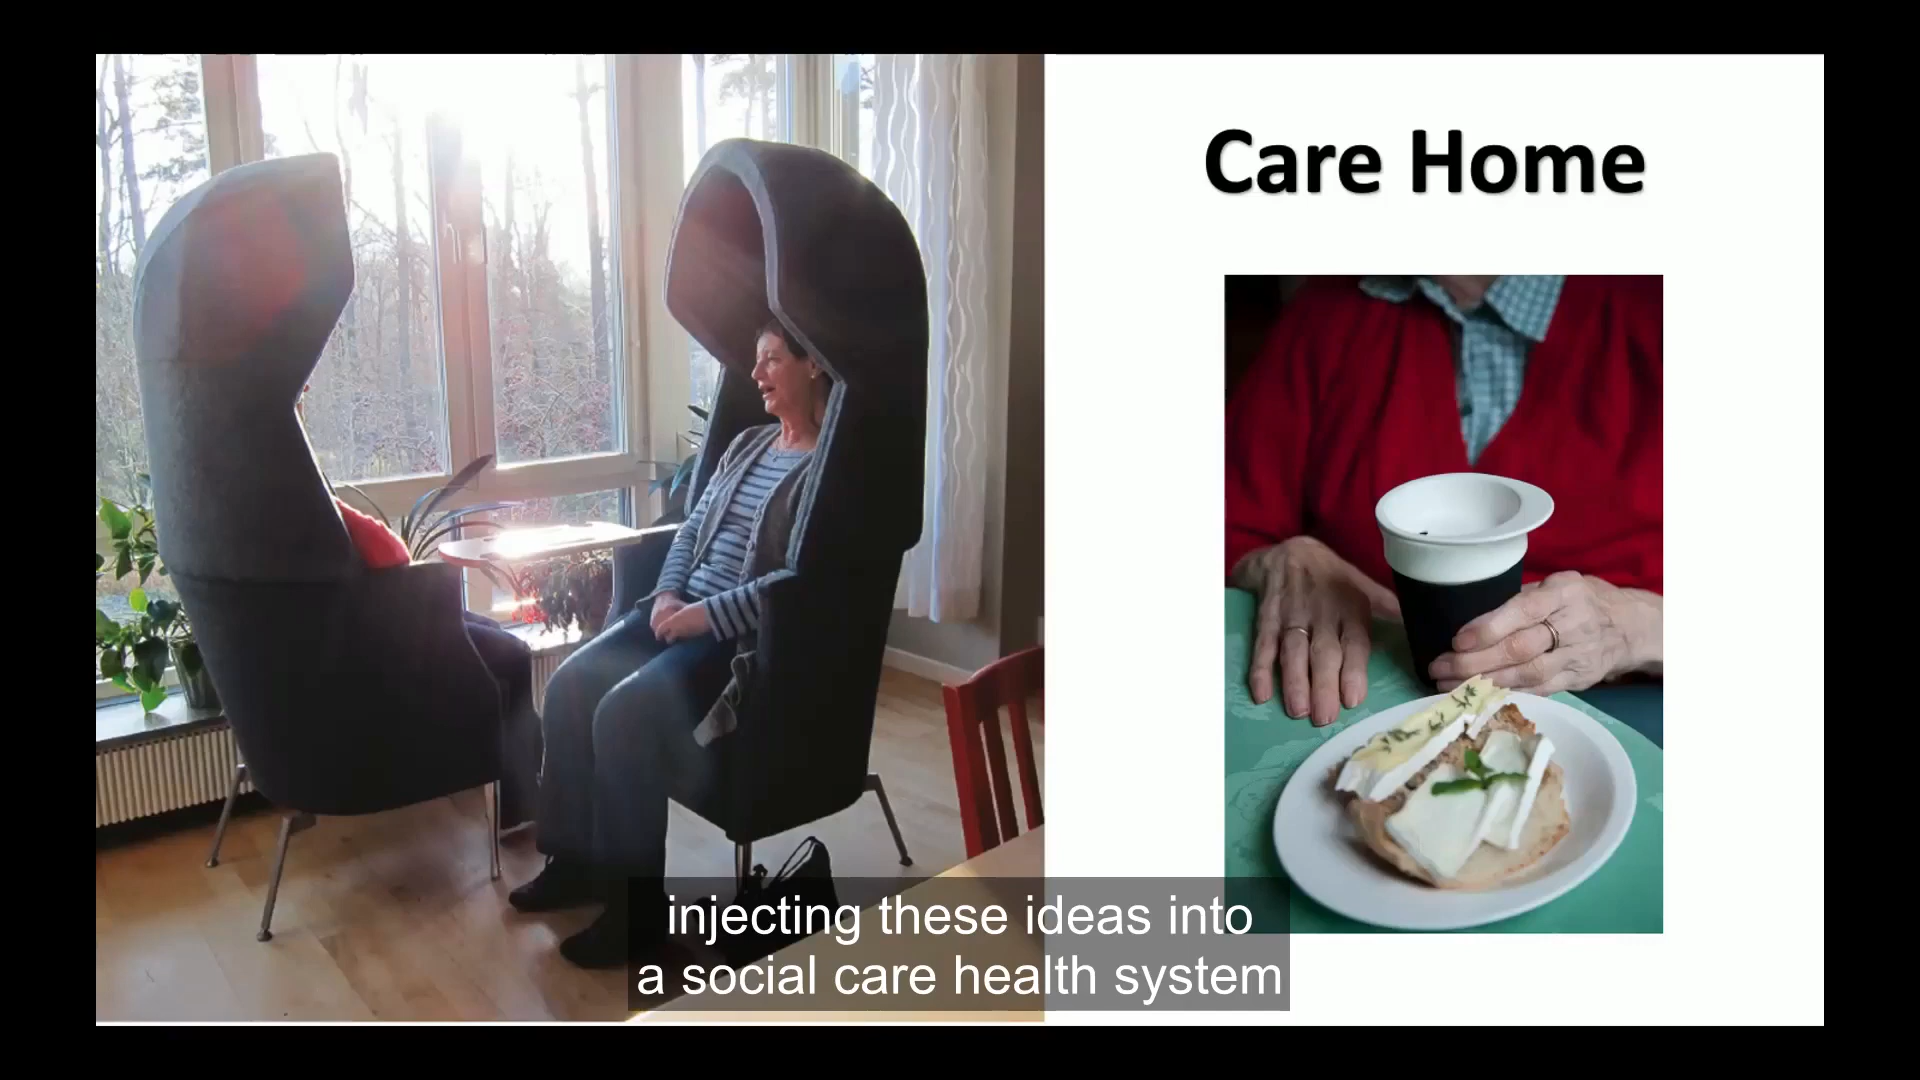 Care Home
injecting these ideas into
a social care health system